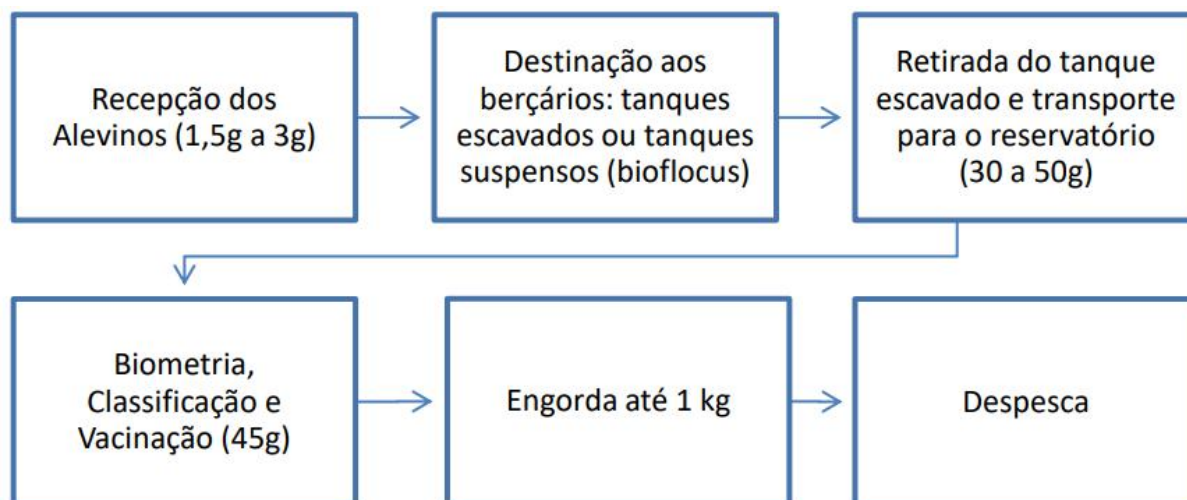 Recepção dos
Alevinos (1,5g a 3g)
Destinação aos
berçários: tanques
escavados ou tanques
suspensos (bioflocus)
Retirada do tanque
escavado e transporte
para o reservatório
(30 a 50g)
Biometria,
Classificação e
Vacinação (45g)
Engorda até 1 kg
Despesca